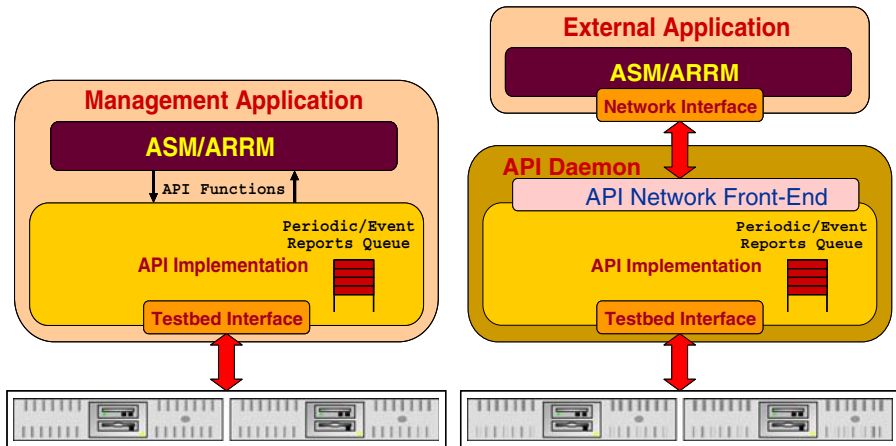 Management Application
ASM/ARRM
API Functions
Periodic/Event
Reports Queue
API Implementation
Testbed Interface
External Application
ASM/ARRM
Network Interface
API Daemon
API Network Front-End
Periodic/Event
Reports Queue
API Implementation
Testbed Interface